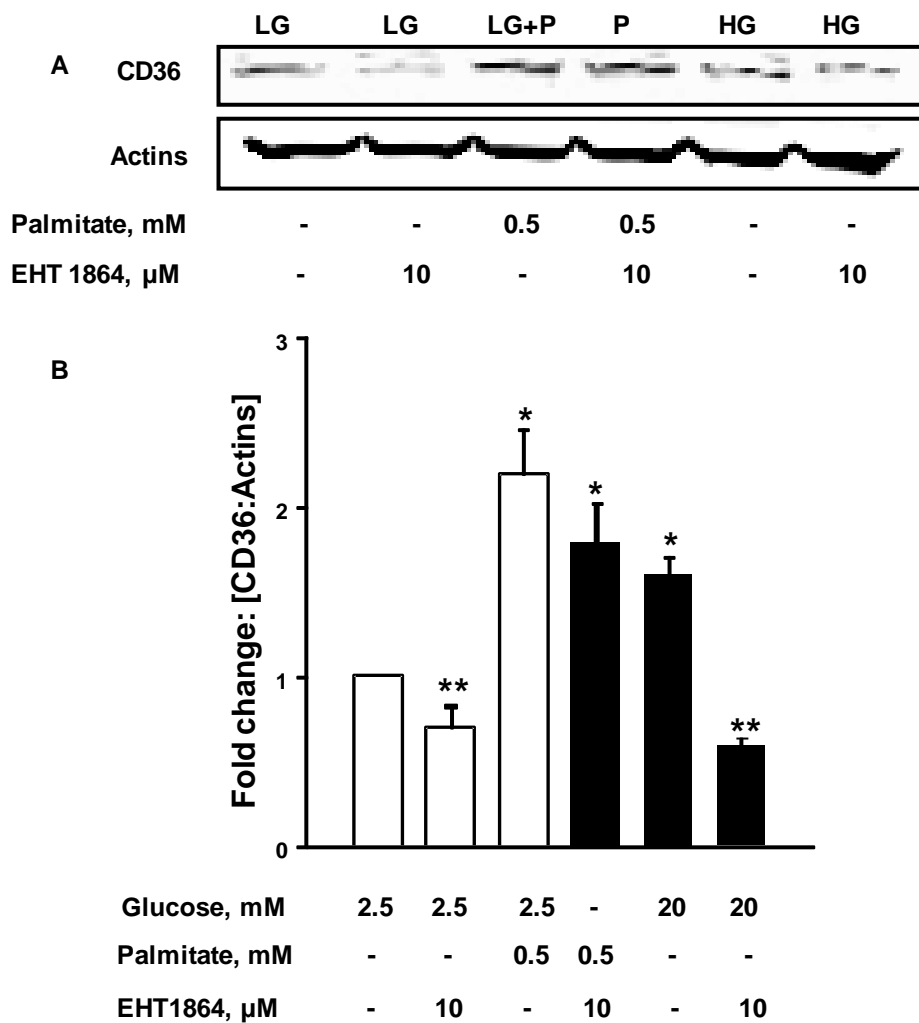 LG LG LG+P P HG HG
A CD36
Actins
Palmitate, mM - - 0.5 0.5 - -
EHT 1864, µM - 10 - 10 - 10
B
3
2
1
0
Fold change: [CD36:Actins]
* * * ** **
Glucose, mM 2.5 2.5 2.5 - 20 20
Palmitate, mM - - 0.5 0.5 - -
EHT1864, µM - 10 - 10 - 10